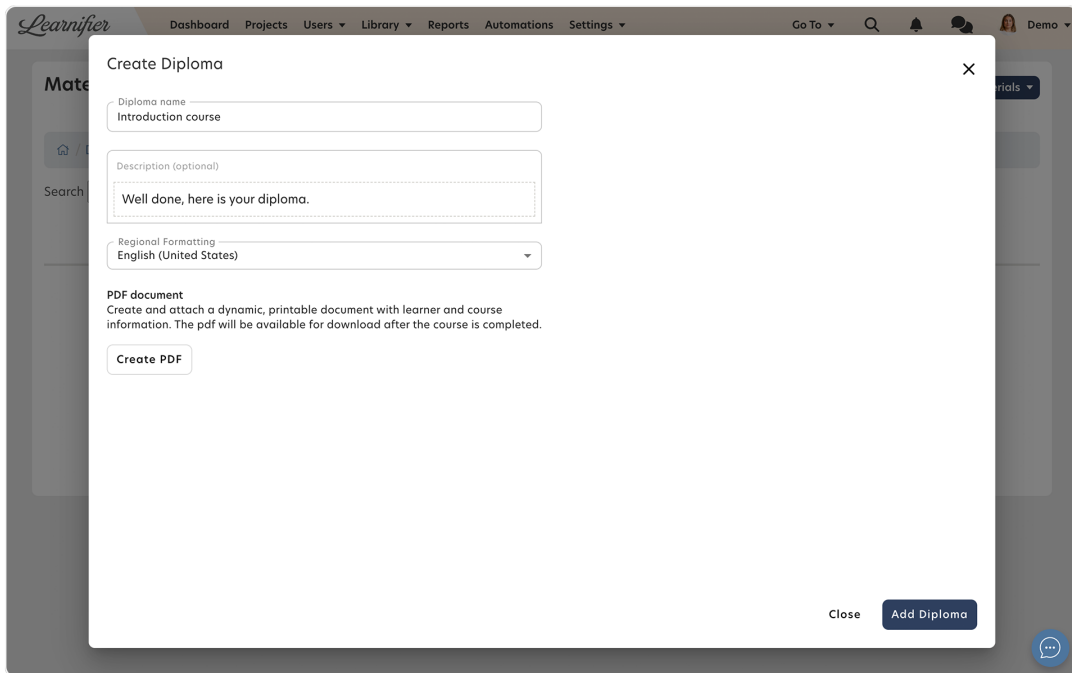 Learnifier
Dashboard Projects Users Library Reports Automations Settings Go To Demo
Create Diploma
Mate
rials
Diploma name
Introduction course
Description (optional)
Search
Well done, here is your diploma.
Regional Formatting
English (United States)
PDF document
Create and attach a dynamic, printable document with learner and course
information. The pdf will be available for download after the course is completed.
Create PDF
Close Add Diploma